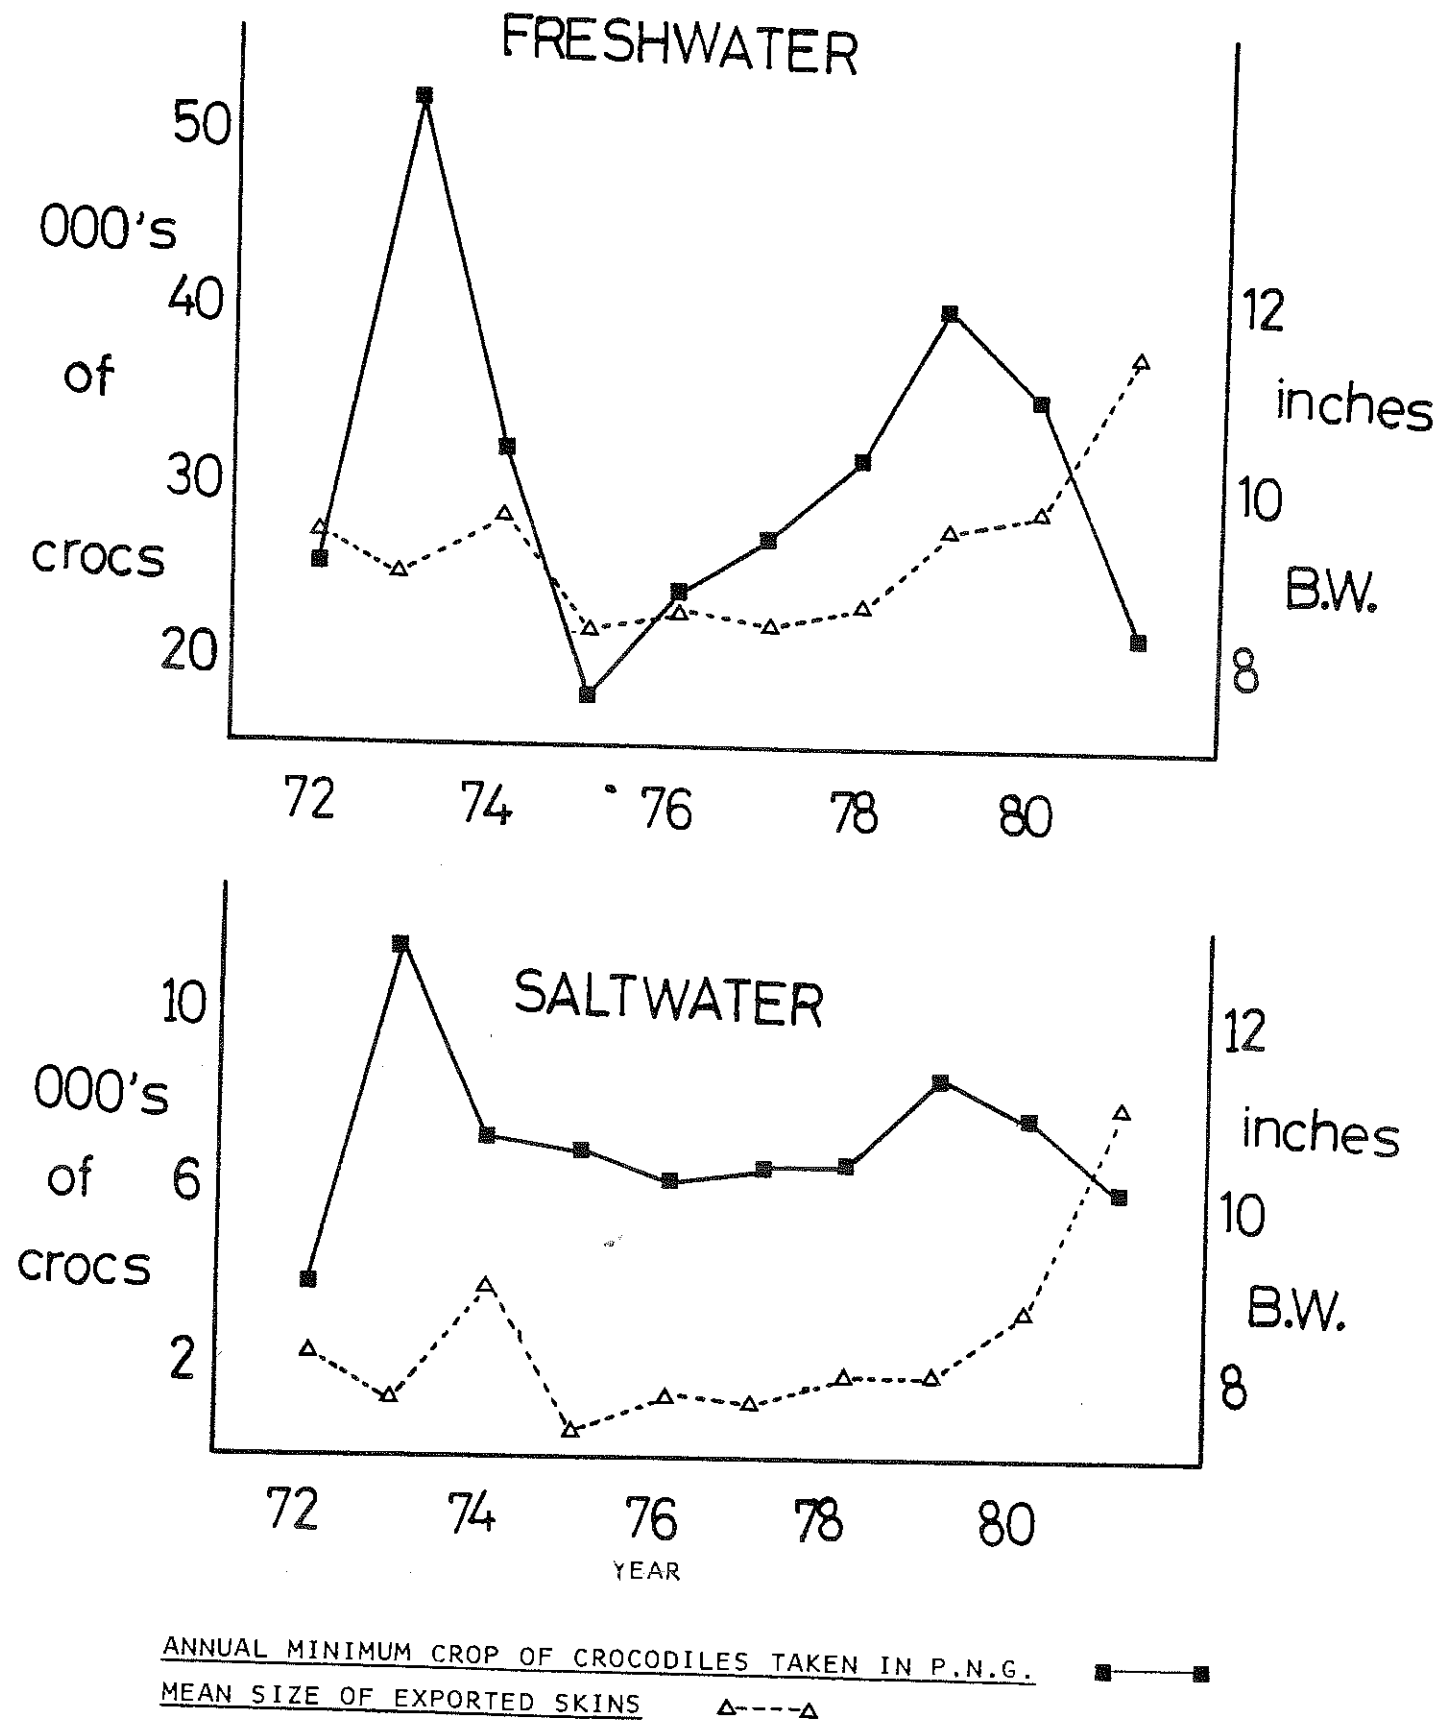 FRESHWATER
50
000's
40
of
30
crocs
20
12
inches
10
B.W.
8
72 74 76 78 80
SALTWATER
10
000's
of
6
crocs
2
12
inches
10
B.W.
8
72 74 76 78 80
YEAR
ANNUAL MINIMUM CROP OF CROCODILES TAKEN IN P.N.G.
MEAN SIZE OF EXPORTED SKINS